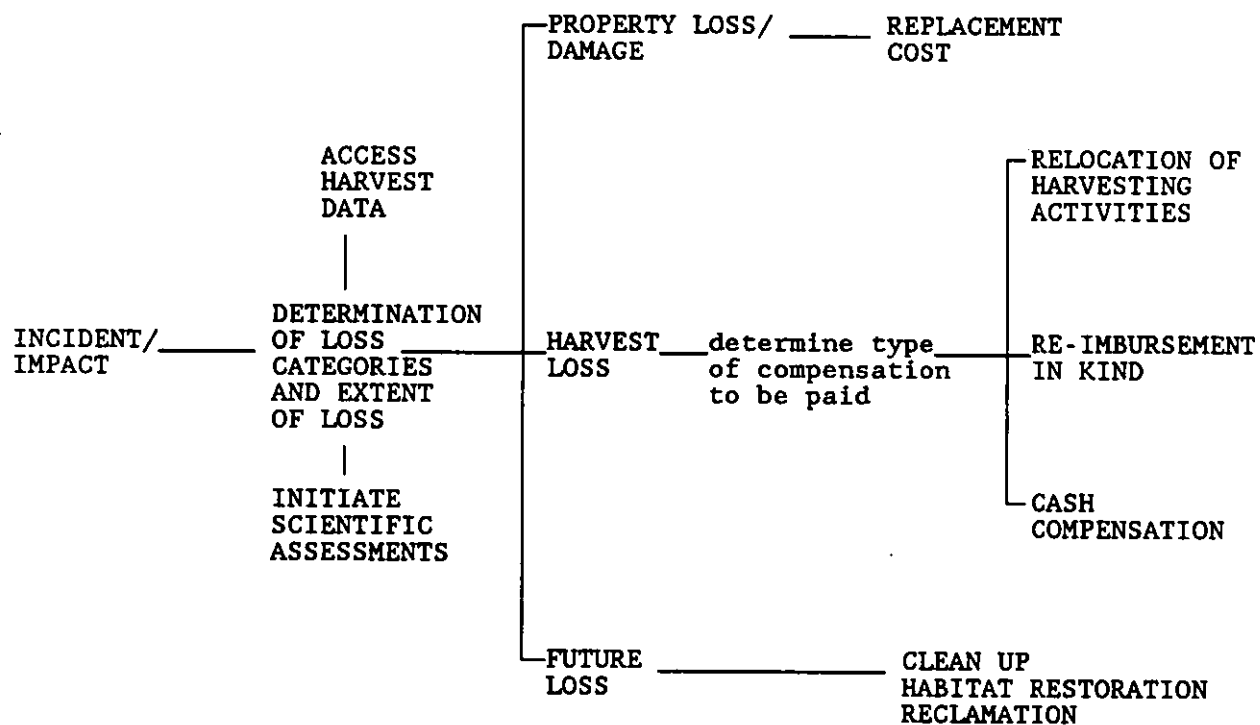 PROPERTY LOSS/
DAMAGE
REPLACEMENT
COST
ACCESS
HARVEST
DATA
RELOCATION OF
HARVESTING
ACTIVITIES
INCIDENT/
IMPACT
DETERMINATION
OF LOSS
CATEGORIES
AND EXTENT
OF LOSS
HARVEST
LOSS
determine type
of compensation
to be paid
RE-IMBURSEMENT
IN KIND
INITIATE
SCIENTIFIC
ASSESSMENTS
CASH
COMPENSATION
FUTURE
LOSS
CLEAN UP
HABITAT RESTORATION
RECLAMATION